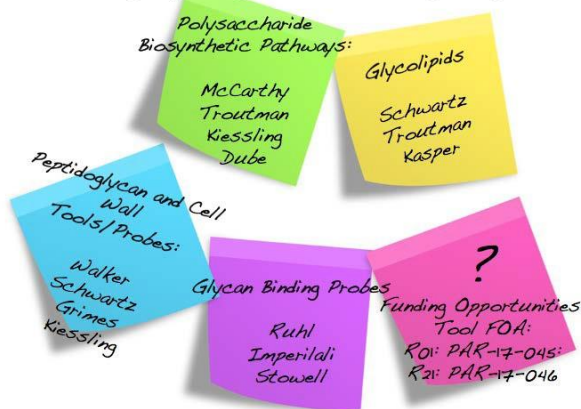 Polysaccharide
Biosynthetic Pathways:
McCarthy
Troutman
Kiessling
Dube
Glycolipids
Schwartz
Troutman
Kasper
Peptidoglycan and Cell
Wall
Tools/Probes:
Walker
Schwartz
Grimes
Kiessling
Glycan Binding Probes
Ruhl
Imperilali
Stowell
?
Funding Opportunities
Tool FOA:
R01: PAR-17-045:
R21: PAR-17-046